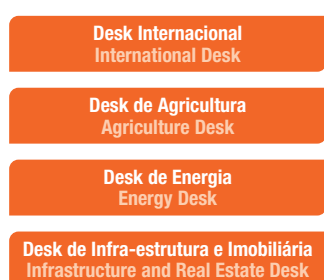 Desk Internacional
International Desk
Desk de Agricultura
Agriculture Desk
Desk de Energia
Energy Desk
Desk de Infra-estrutura e Imobiliária
Infrastructure and Real Estate Desk